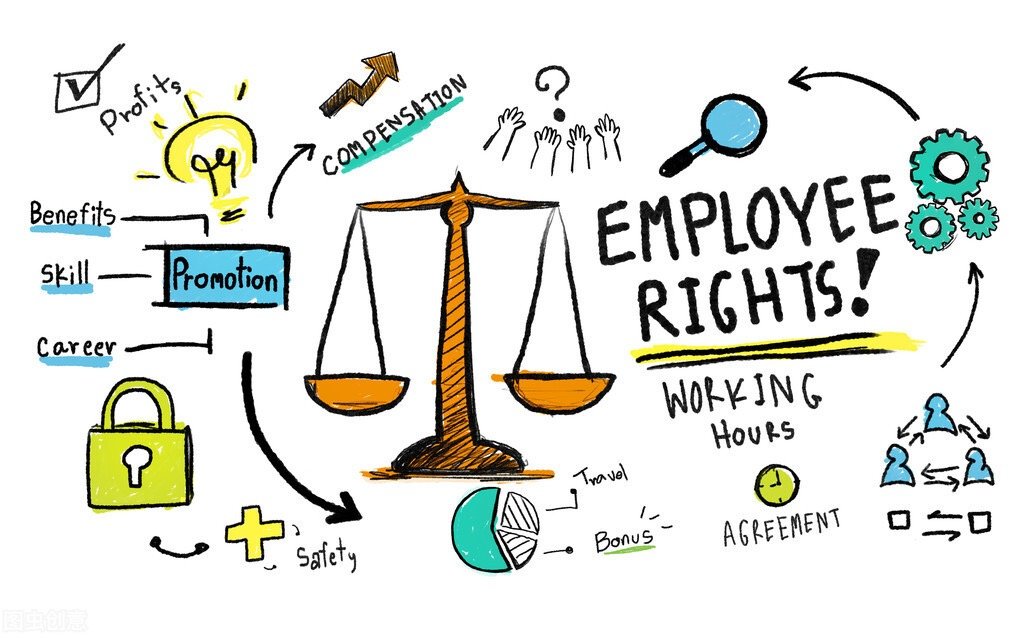 Profits
COMPENSATION
?
Benefits
Skill
Promotion
Career
EMPLOYEE
RIGHTS!
WORKING
HOURS
Travel
Bonus
AGREEMENT
Safety
图虫创意